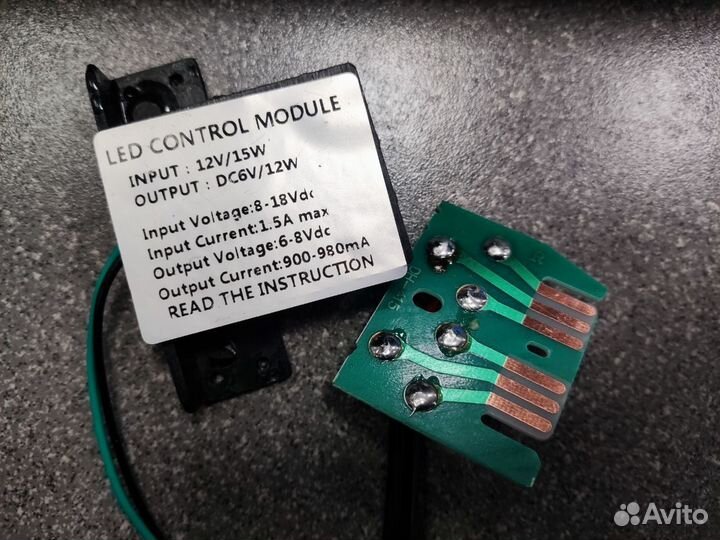 LED CONTROL MODULE
INPUT : 12V/15W
OUTPUT : DC6V/12W
Input Voltage:8-18Vdc
Input Current:1.5A max
Output Voltage:6-8Vdc
Output Current:900-980mA
READ THE INSTRUCTION
Avito